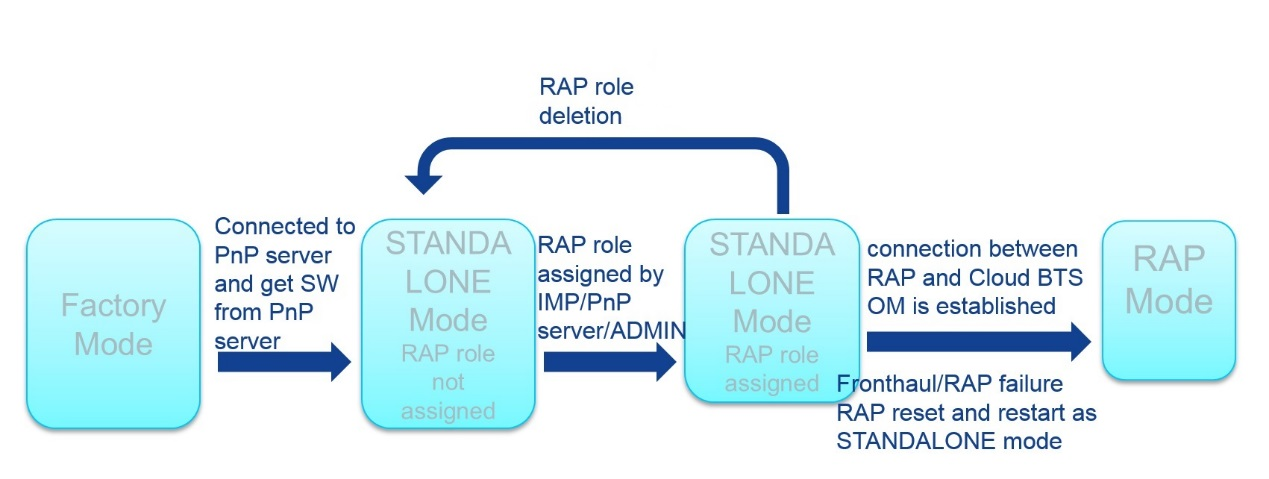 RAP role
deletion
Factory
Mode
Connected to
PnP server
and get SW
from PnP
server
STANDA
LONE
Mode
RAP role
not
assigned
RAP role
assigned by
IMP/PnP
server/ADMIN
STANDA
LONE
Mode
RAP role
assigned
connection between
RAP and Cloud BTS
OM is established
Fronthaul/RAP failure
RAP reset and restart as
STANDALONE mode
RAP
Mode